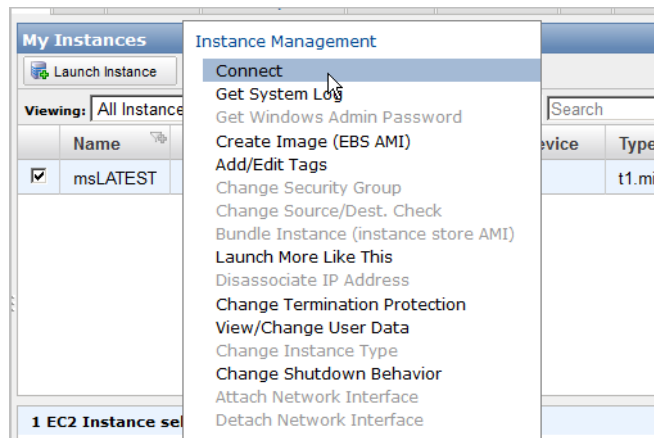 My Instances
Instance Management
Launch Instance
Connect
Get System Log
Viewing: All Instance
Search
Get Windows Admin Password
Name
Create Image (EBS AMI)
evice Type
Add/Edit Tags
msLATEST
t1.mi
Change Security Group
Change Source/Dest. Check
Bundle Instance (instance store AMI)
Launch More Like This
Disassociate IP Address
Change Termination Protection
View/Change User Data
Change Instance Type
Change Shutdown Behavior
Attach Network Interface
1 EC2 Instance sel
Detach Network Interface